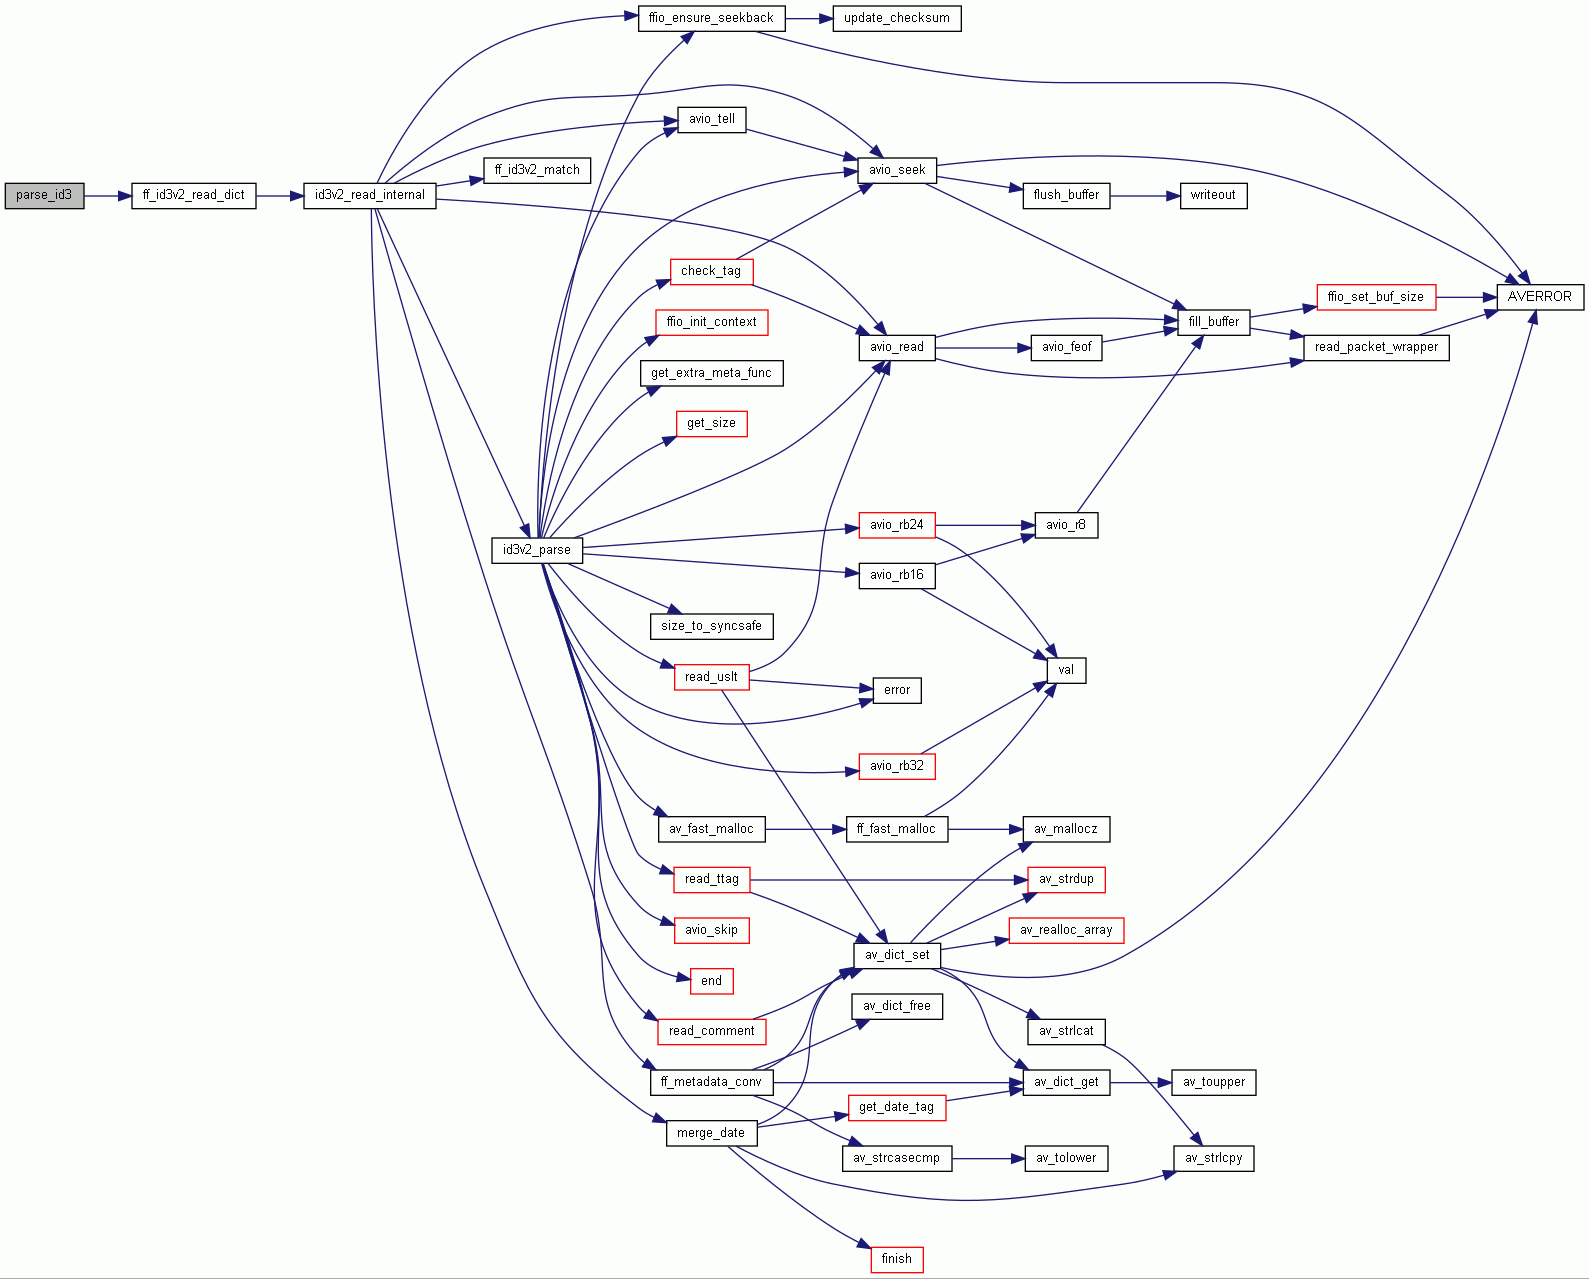 ffio_ensure_seekback
update_checksum
avio_tell
ff_id3v2_match
avio_seek
parse_id3
ff_id3v2_read_dict
id3v2_read_internal
flush_buffer
writeout
check_tag
AVERROR
ffio_set_buf_size
ffio_init_context
fill_buffer
avio_read
avio_feof
read_packet_wrapper
get_extra_meta_func
get_size
avio_rb24
avio_r8
id3v2_parse
avio_rb16
size_to_syncsafe
val
read_uslt
error
avio_rb32
av_fast_malloc
ff_fast_malloc
av_mallocz
read_ttag
av_strdup
avio_skip
av_realloc_array
av_dict_set
end
av_dict_free
read_comment
av_strlcat
ff_metadata_conv
av_dict_get
av_toupper
get_date_tag
merge_date
av_strcasecmp
av_tolower
av_strlcpy
finish